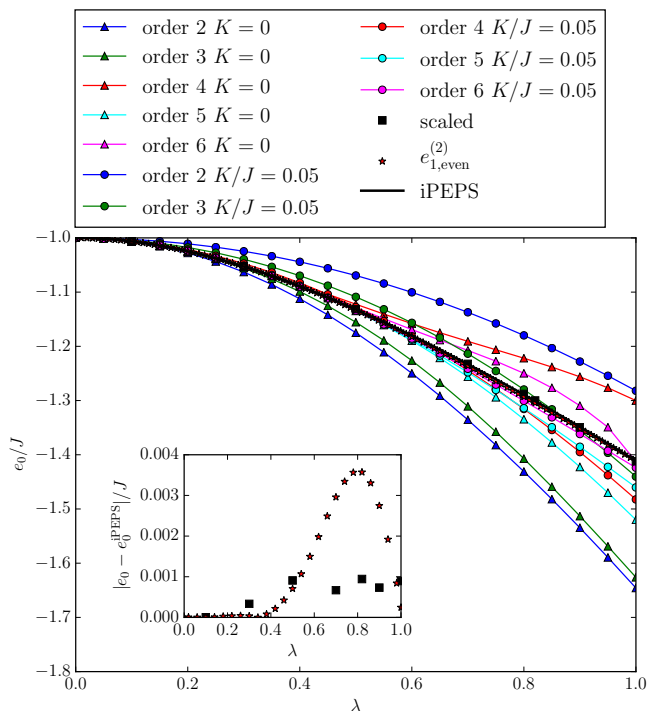 order 2 K = 0
order 3 K = 0
order 4 K = 0
order 5 K = 0
order 6 K = 0
order 2 K/J = 0.05
order 3 K/J = 0.05
order 4 K/J = 0.05
order 5 K/J = 0.05
order 6 K/J = 0.05
scaled
e_{1,even}^{(2)}
iPEPS
−1.0
−1.1
−1.2
−1.3
−1.4
−1.5
−1.6
−1.7
−1.8
e_0/J
0.004
0.003
0.002
0.001
0.000
|e_0 − e_0^{iPEPS}|/J
0.0 0.2 0.4 0.6 0.8 1.0
λ
0.0 0.2 0.4 0.6 0.8 1.0
λ